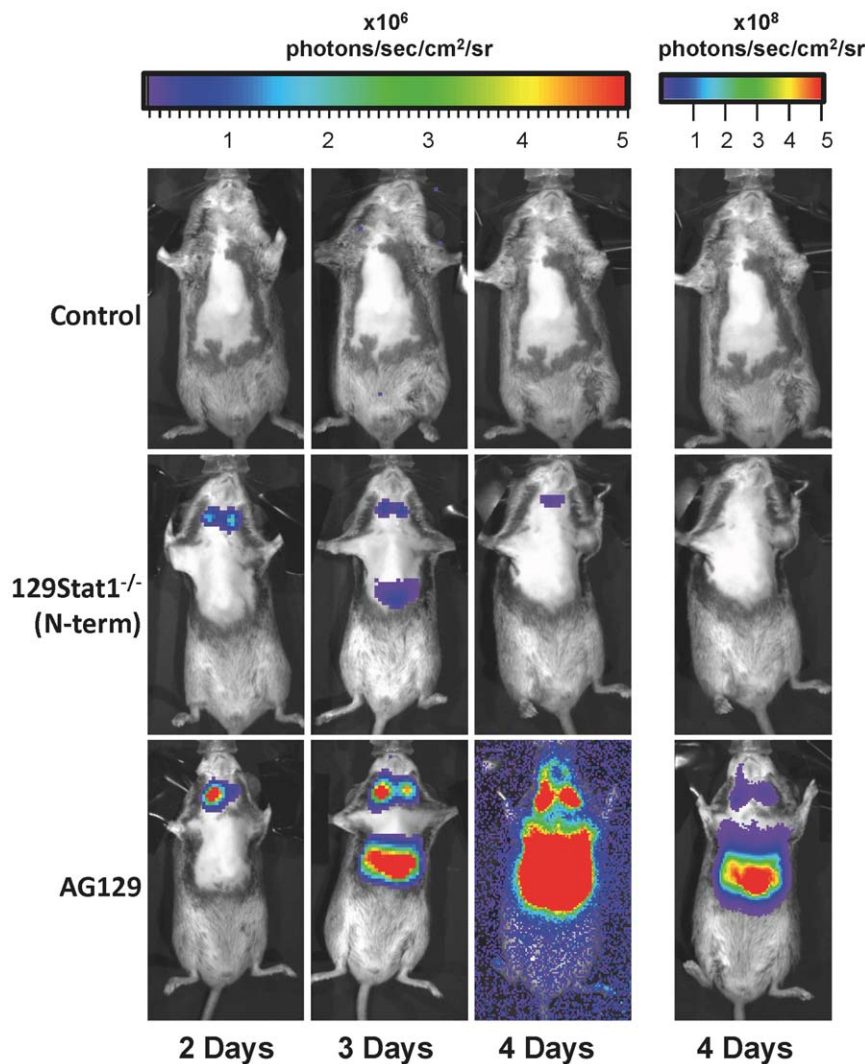 x10⁶
photons/sec/cm²/sr
x10⁸
photons/sec/cm²/sr
1 2 3 4 5
1 2 3 4 5
Control
129Stat1⁻/⁻
(N-term)
AG129
2 Days 3 Days 4 Days 4 Days